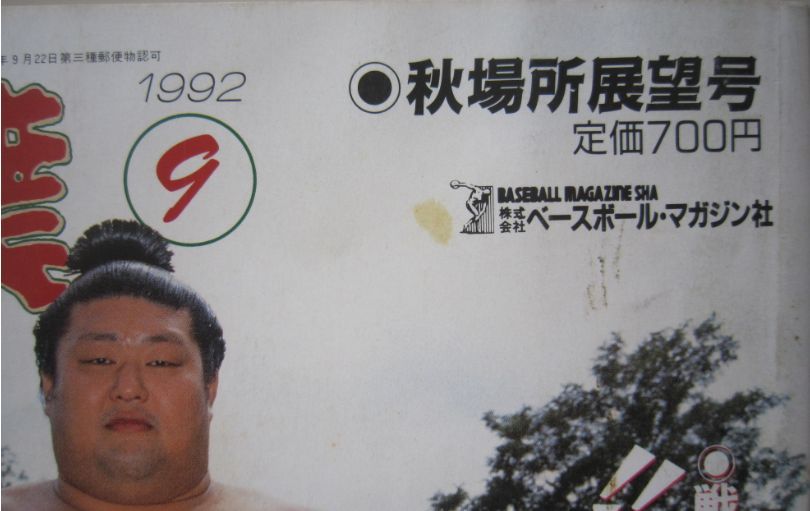 年9月22日第三種郵便物認可
1992
9
●秋場所展望号
定価700円
BASEBALL MAGAZINE SHA
株式会社ベースボール・マガジン社
戦